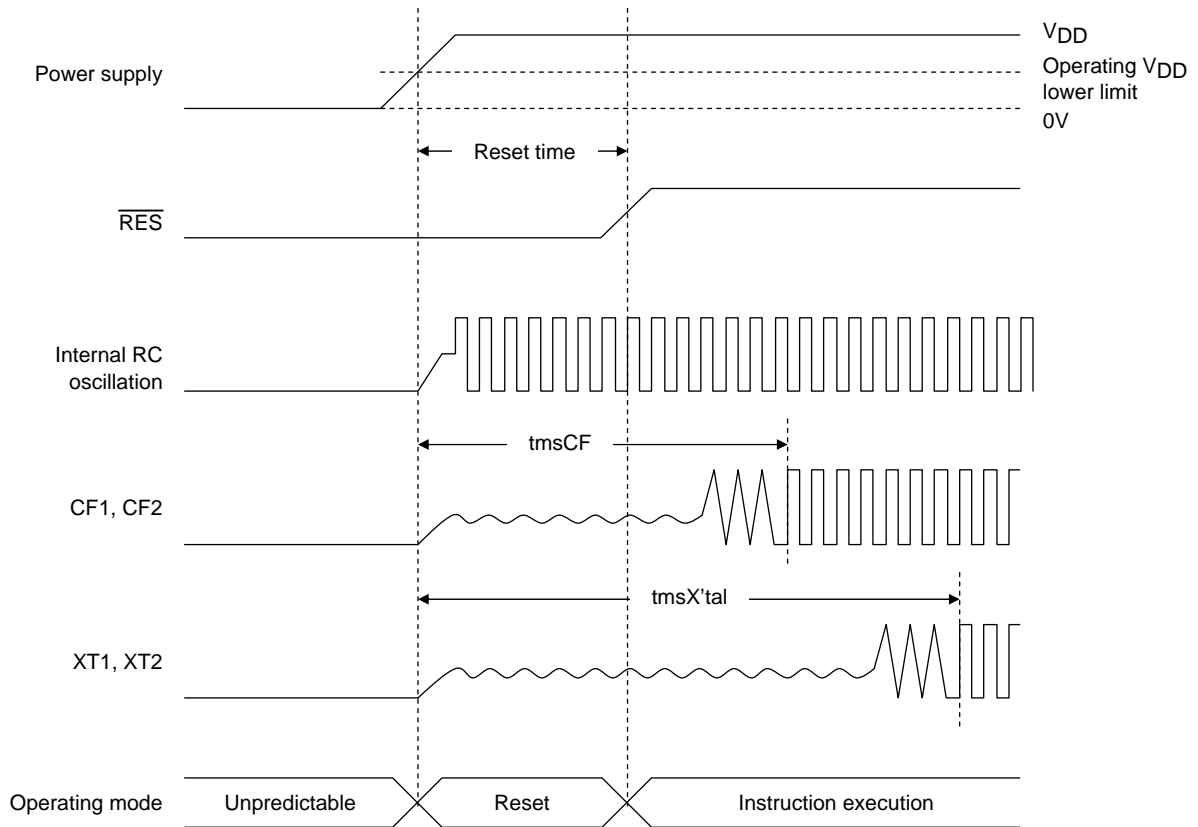 Power supply
VDD
Operating VDD
lower limit
0V
Reset time
RES
Internal RC
oscillation
tmsCF
CF1, CF2
tmsX'tal
XT1, XT2
Operating mode
Unpredictable
Reset
Instruction execution